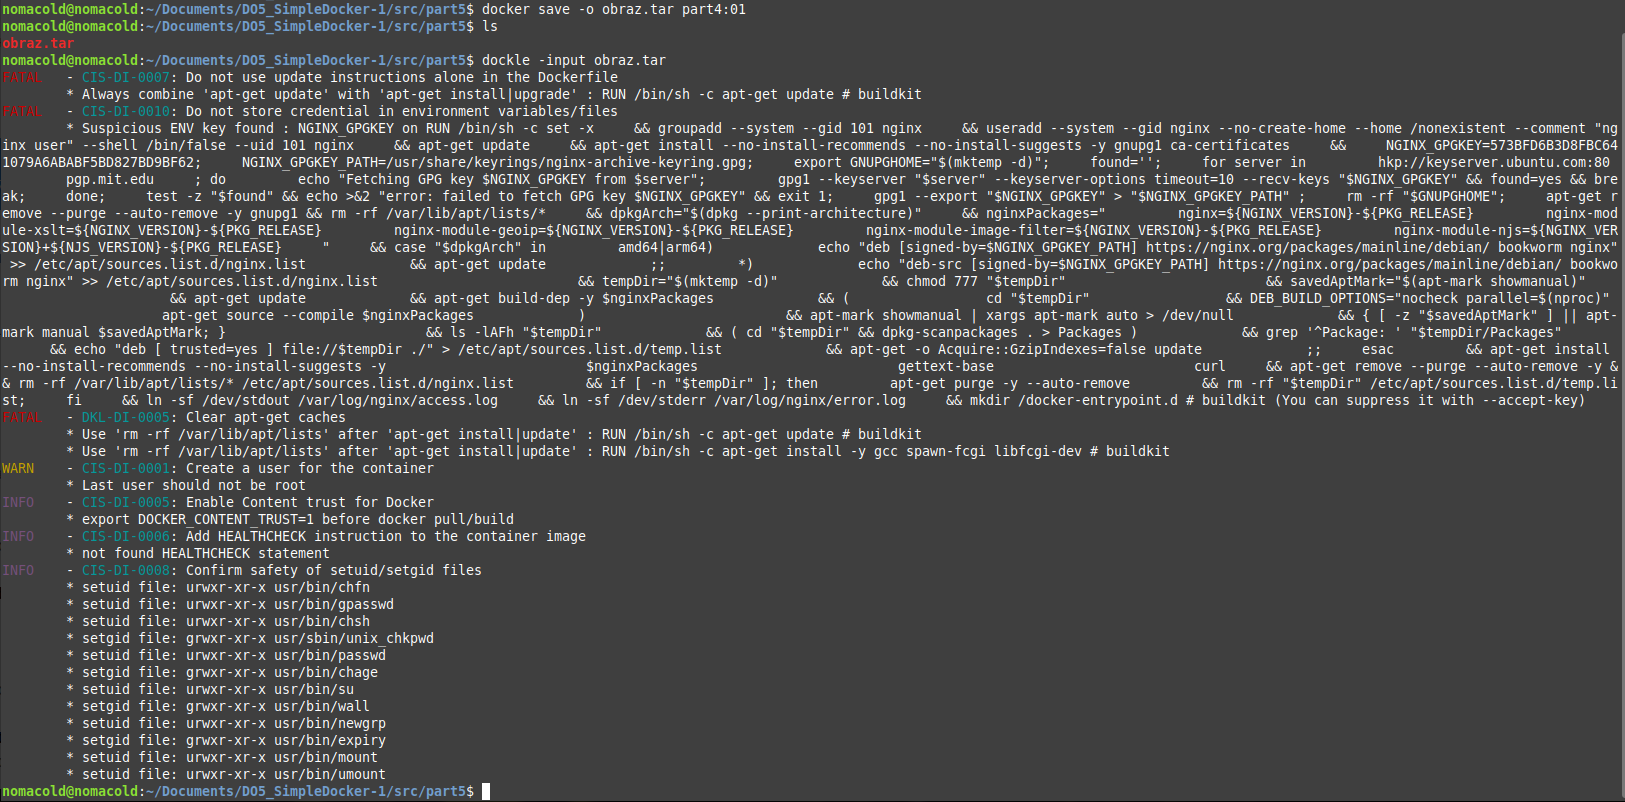 nomacold@nomacold:~/Documents/DO5_SimpleDocker-1/src/part5$ docker save -o obraz.tar part4:01
nomacold@nomacold:~/Documents/DO5_SimpleDocker-1/src/part5$ ls
obraz.tar
nomacold@nomacold:~/Documents/DO5_SimpleDocker-1/src/part5$ dockle -input obraz.tar
FATAL   - CIS-DI-0007: Do not use update instructions alone in the Dockerfile
        * Always combine 'apt-get update' with 'apt-get install|upgrade' : RUN /bin/sh -c apt-get update # buildkit
FATAL   - CIS-DI-0010: Do not store credential in environment variables/files
        * Suspicious ENV key found : NGINX_GPGKEY on RUN /bin/sh -c set -x     && groupadd --system --gid 101 nginx     && useradd --system --gid nginx --no-create-home --home /nonexistent --comment "ng
inx user" --shell /bin/false --uid 101 nginx     && apt-get update     && apt-get install --no-install-recommends --no-install-suggests -y gnupg1 ca-certificates     &&     NGINX_GPGKEY=573BFD6B3D8FBC64
1079A6ABABF5BD827BD9BF62;     NGINX_GPGKEY_PATH=/usr/share/keyrings/nginx-archive-keyring.gpg;     export GNUPGHOME="$(mktemp -d)";     found='';     for server in         hkp://keyserver.ubuntu.com:80
        pgp.mit.edu     ; do         echo "Fetching GPG key $NGINX_GPGKEY from $server";         gpg1 --keyserver "$server" --keyserver-options timeout=10 --recv-keys "$NGINX_GPGKEY" && found=yes && bre
ak;     done;     test -z "$found" && echo >&2 "error: failed to fetch GPG key $NGINX_GPGKEY" && exit 1;     gpg1 --export "$NGINX_GPGKEY" > "$NGINX_GPGKEY_PATH" ;     rm -rf "$GNUPGHOME";     apt-get r
emove --purge --auto-remove -y gnupg1 && rm -rf /var/lib/apt/lists/*     && dpkgArch="$(dpkg --print-architecture)"     && nginxPackages="         nginx=${NGINX_VERSION}-${PKG_RELEASE}         nginx-mod
ule-xslt=${NGINX_VERSION}-${PKG_RELEASE}         nginx-module-geoip=${NGINX_VERSION}-${PKG_RELEASE}         nginx-module-image-filter=${NGINX_VERSION}-${PKG_RELEASE}         nginx-module-njs=${NGINX_VER
SION}+${NJS_VERSION}-${PKG_RELEASE}     "     && case "$dpkgArch" in         amd64|arm64)             echo "deb [signed-by=$NGINX_GPGKEY_PATH] https://nginx.org/packages/mainline/debian/ bookworm nginx"
 >> /etc/apt/sources.list.d/nginx.list             && apt-get update             ;;         *)             echo "deb-src [signed-by=$NGINX_GPGKEY_PATH] https://nginx.org/packages/mainline/debian/ bookwo
rm nginx" >> /etc/apt/sources.list.d/nginx.list                         && tempDir="$(mktemp -d)"             && chmod 777 "$tempDir"                         && savedAptMark="$(apt-mark showmanual)"
                     && apt-get update             && apt-get build-dep -y $nginxPackages             && (                 cd "$tempDir"                 && DEB_BUILD_OPTIONS="nocheck parallel=$(nproc)"
                    apt-get source --compile $nginxPackages             )                         && apt-mark showmanual | xargs apt-mark auto > /dev/null             && { [ -z "$savedAptMark" ] || apt-
mark manual $savedAptMark; }                         && ls -lAFh "$tempDir"             && ( cd "$tempDir" && dpkg-scanpackages . > Packages )             && grep '^Package: ' "$tempDir/Packages"
      && echo "deb [ trusted=yes ] file://$tempDir ./" > /etc/apt/sources.list.d/temp.list             && apt-get -o Acquire::GzipIndexes=false update             ;;     esac         && apt-get install
--no-install-recommends --no-install-suggests -y                         $nginxPackages                         gettext-base                         curl     && apt-get remove --purge --auto-remove -y &
& rm -rf /var/lib/apt/lists/* /etc/apt/sources.list.d/nginx.list         && if [ -n "$tempDir" ]; then         apt-get purge -y --auto-remove         && rm -rf "$tempDir" /etc/apt/sources.list.d/temp.li
st;     fi     && ln -sf /dev/stdout /var/log/nginx/access.log     && ln -sf /dev/stderr /var/log/nginx/error.log     && mkdir /docker-entrypoint.d # buildkit (You can suppress it with --accept-key)
FATAL   - DKL-DI-0005: Clear apt-get caches
        * Use 'rm -rf /var/lib/apt/lists' after 'apt-get install|update' : RUN /bin/sh -c apt-get update # buildkit
        * Use 'rm -rf /var/lib/apt/lists' after 'apt-get install|update' : RUN /bin/sh -c apt-get install -y gcc spawn-fcgi libfcgi-dev # buildkit
WARN    - CIS-DI-0001: Create a user for the container
        * Last user should not be root
INFO    - CIS-DI-0005: Enable Content trust for Docker
        * export DOCKER_CONTENT_TRUST=1 before docker pull/build
INFO    - CIS-DI-0006: Add HEALTHCHECK instruction to the container image
        * not found HEALTHCHECK statement
INFO    - CIS-DI-0008: Confirm safety of setuid/setgid files
        * setuid file: urwxr-xr-x usr/bin/chfn
        * setuid file: urwxr-xr-x usr/bin/gpasswd
        * setuid file: urwxr-xr-x usr/bin/chsh
        * setgid file: grwxr-xr-x usr/sbin/unix_chkpwd
        * setuid file: urwxr-xr-x usr/bin/passwd
        * setgid file: grwxr-xr-x usr/bin/chage
        * setuid file: urwxr-xr-x usr/bin/su
        * setgid file: grwxr-xr-x usr/bin/wall
        * setuid file: urwxr-xr-x usr/bin/newgrp
        * setgid file: grwxr-xr-x usr/bin/expiry
        * setuid file: urwxr-xr-x usr/bin/mount
        * setuid file: urwxr-xr-x usr/bin/umount
nomacold@nomacold:~/Documents/DO5_SimpleDocker-1/src/part5$